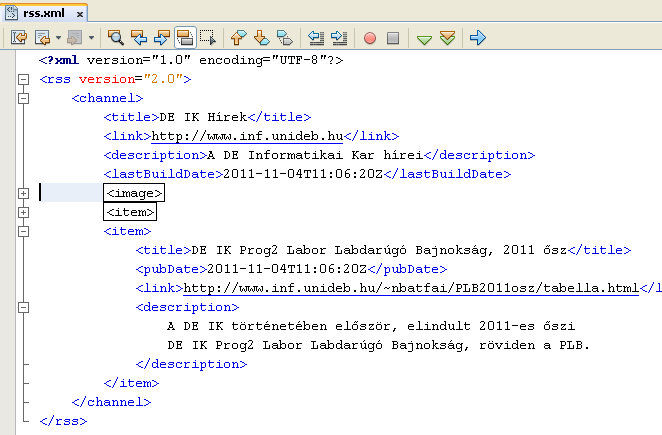 rss.xml
<?xml version="1.0" encoding="UTF-8"?>
<rss version="2.0">
<channel>
<title>DE IK Hírek</title>
<link>http://www.inf.unideb.hu</link>
<description>A DE Informatikai Kar hírei</description>
<lastBuildDate>2011-11-04T11:06:20Z</lastBuildDate>
<image>
<item>
<item>
<title>DE IK Prog2 Labor Labdarúgó Bajnokság, 2011 ősz</title>
<pubDate>2011-11-04T11:06:20Z</pubDate>
<link>http://www.inf.unideb.hu/~nbatfai/PLB2011osz/tabella.html</l
<description>
A DE IK történetében először, elindult 2011-es őszi
DE IK Prog2 Labor Labdarúgó Bajnokság, röviden a PLB.
</description>
</item>
</channel>
</rss>